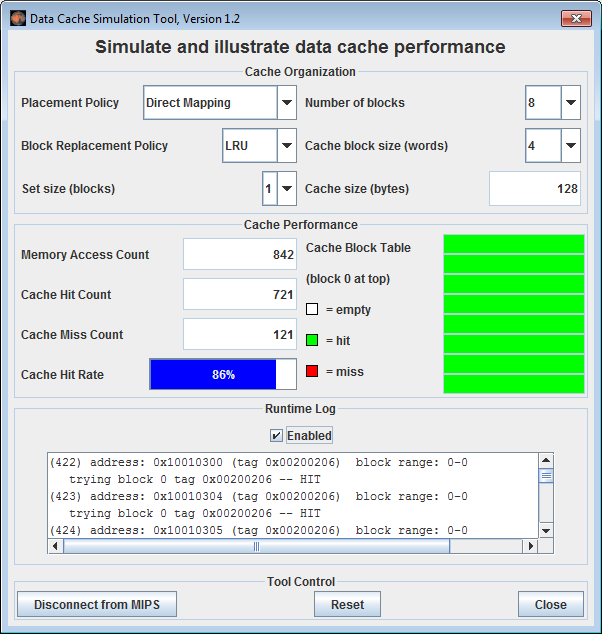 Data Cache Simulation Tool, Version 1.2
Simulate and illustrate data cache performance
Cache Organization
Placement Policy Direct Mapping Number of blocks 8
Block Replacement Policy LRU Cache block size (words) 4
Set size (blocks) 1 Cache size (bytes) 128
Cache Performance
Memory Access Count 842 Cache Block Table
(block 0 at top)
Cache Hit Count 721 = empty
Cache Miss Count 121 = hit
Cache Hit Rate 86% = miss
Runtime Log
Enabled
(422) address: 0x10010300 (tag 0x00200206) block range: 0-0
trying block 0 tag 0x00200206 -- HIT
(423) address: 0x10010304 (tag 0x00200206) block range: 0-0
trying block 0 tag 0x00200206 -- HIT
(424) address: 0x10010305 (tag 0x00200206) block range: 0-0
Tool Control
Disconnect from MIPS Reset Close